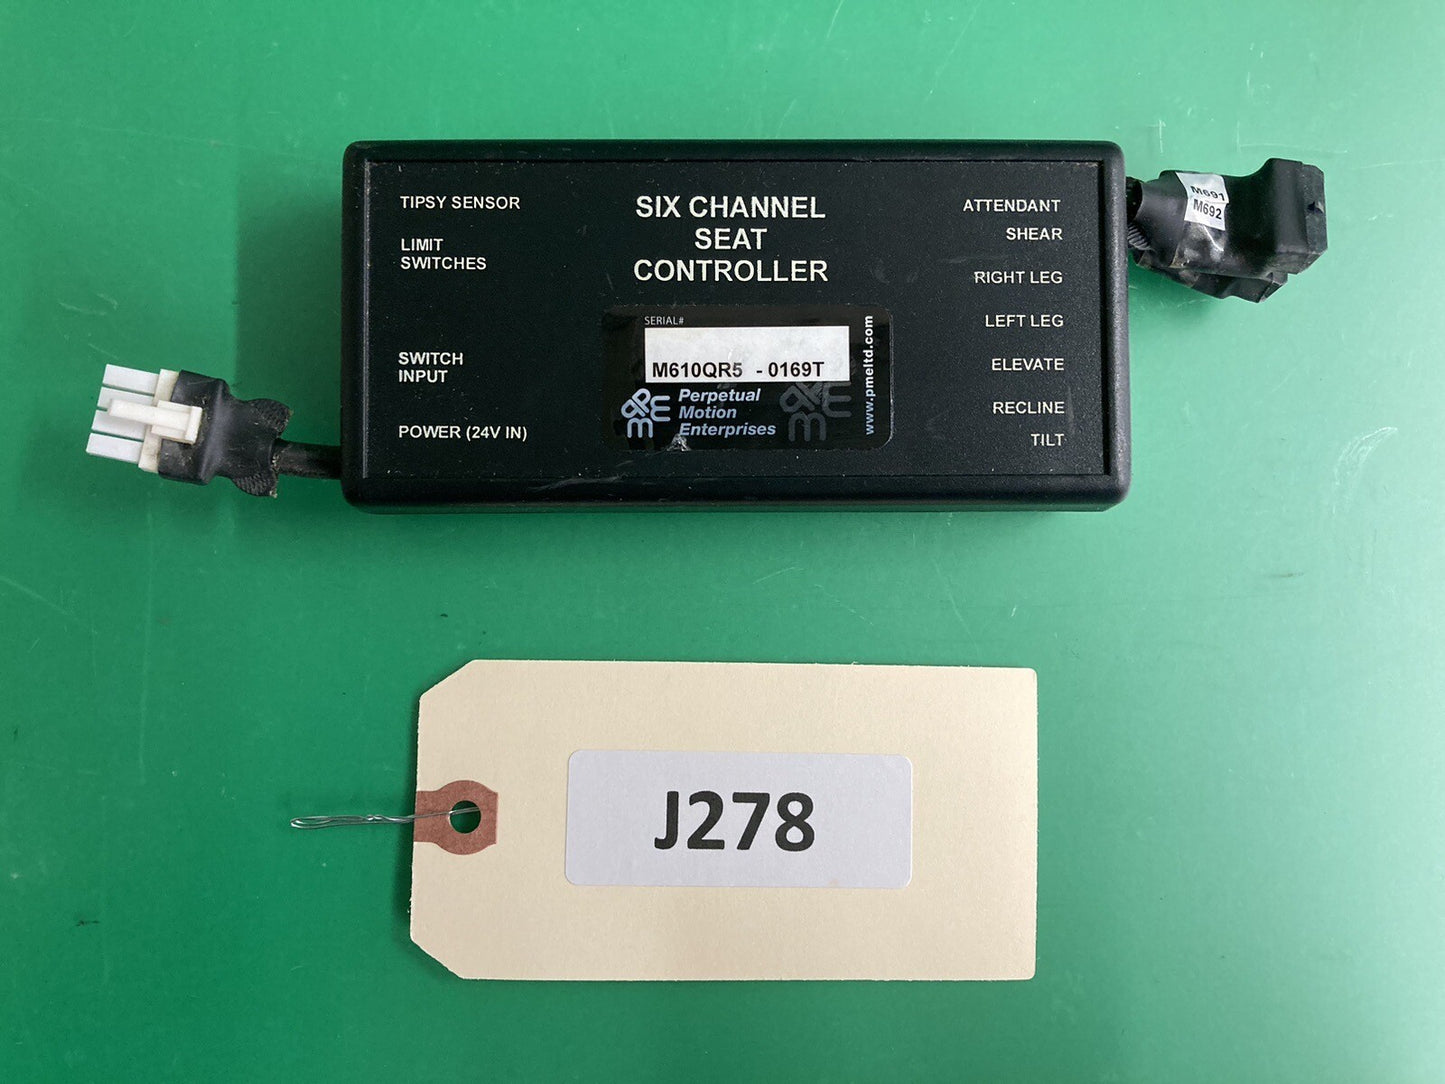 TIPSY SENSOR
LIMIT
SWITCHES
SWITCH
INPUT
POWER (24V IN)
SIX CHANNEL
SEAT
CONTROLLER
SERIAL#
M610QR5 - 0169T
PME
Perpetual
Motion
Enterprises
www.pmeltd.com
ATTENDANT
SHEAR
RIGHT LEG
LEFT LEG
ELEVATE
RECLINE
TILT
M691
M692
J278